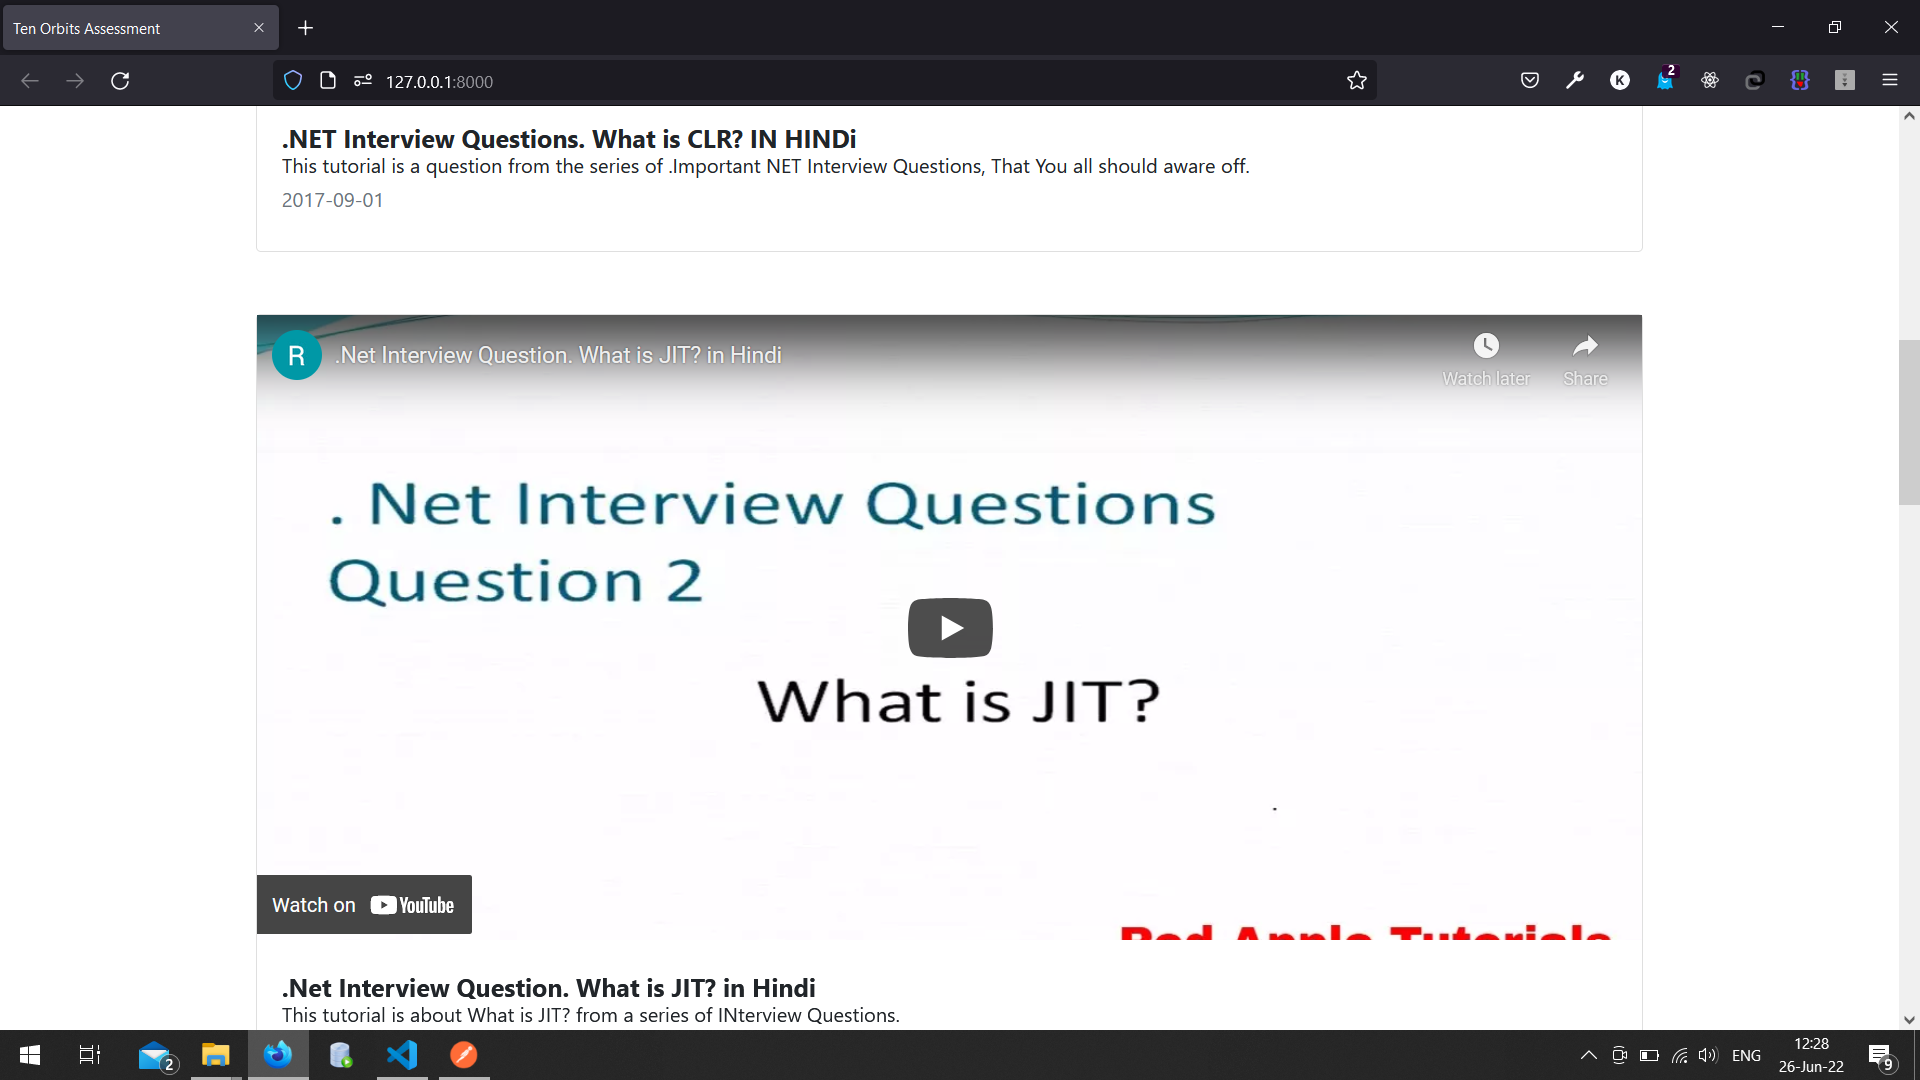 Ten Orbits Assessment
127.0.0.1:8000
K
2
.NET Interview Questions. What is CLR? IN HINDi
This tutorial is a question from the series of .Important NET Interview Questions, That You all should aware off.
2017-09-01
R
.Net Interview Question. What is JIT? in Hindi
Watch later
Share
. Net Interview Questions
Question 2
What is JIT?
Watch on YouTube
Red Apple Tutorials
.Net Interview Question. What is JIT? in Hindi
This tutorial is about What is JIT? from a series of INterview Questions.
2
ENG
12:28
26-Jun-22
9